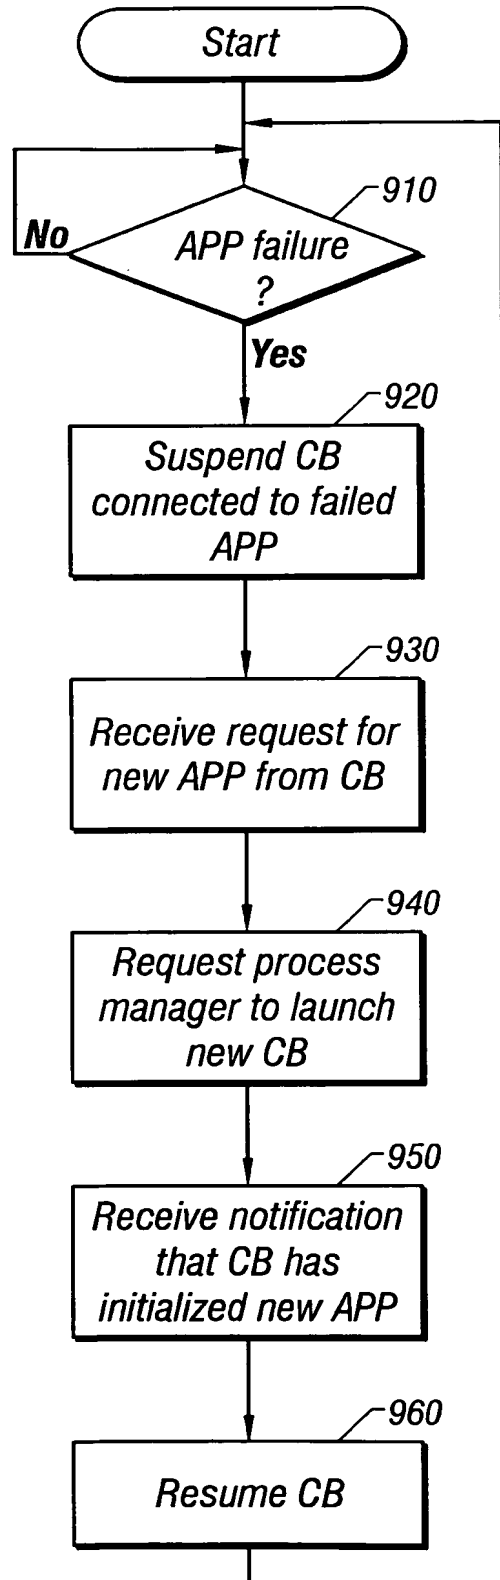 Start
910
No
APP failure
?
Yes
920
Suspend CB
connected to failed
APP
930
Receive request for
new APP from CB
940
Request process
manager to launch
new CB
950
Receive notification
that CB has
initialized new APP
960
Resume CB